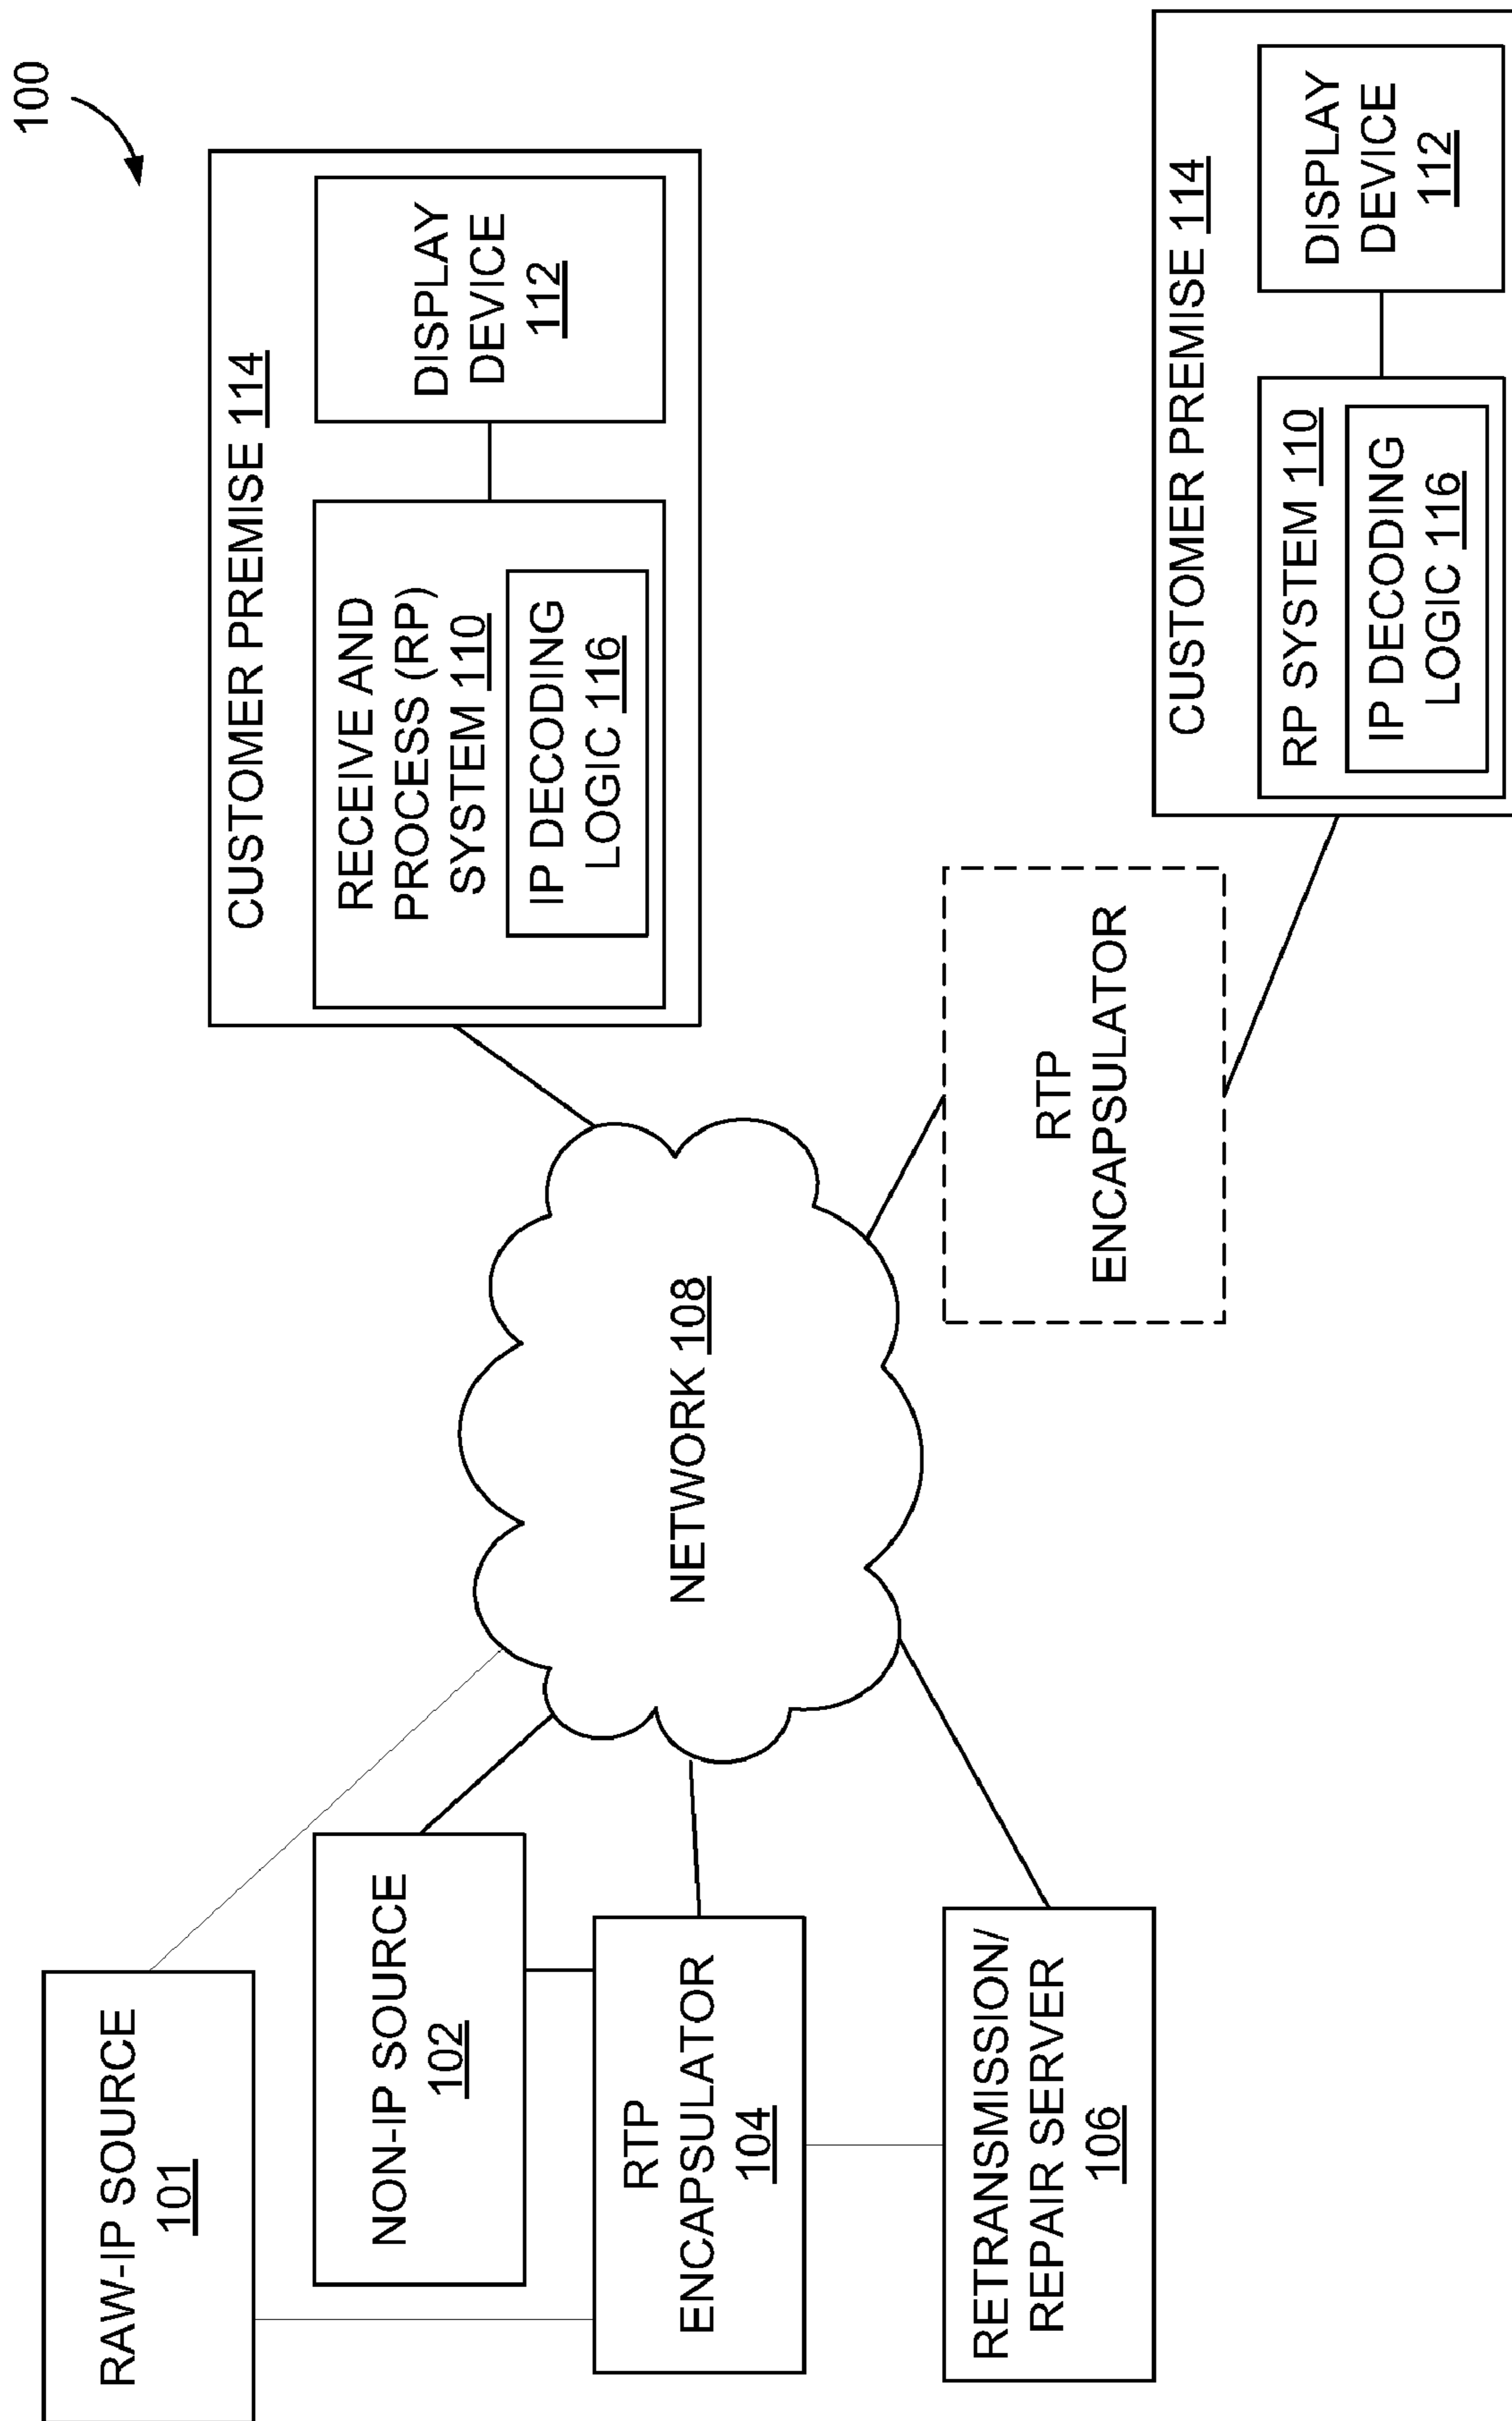 100
RAW-IP SOURCE
101
NON-IP SOURCE
102
RTP
ENCAPSULATOR
104
RETRANSMISSION/
REPAIR SERVER
106
NETWORK 108
CUSTOMER PREMISE 114
RECEIVE AND
PROCESS (RP)
SYSTEM 110
IP DECODING
LOGIC 116
DISPLAY
DEVICE
112
RTP
ENCAPSULATOR
CUSTOMER PREMISE 114
RP SYSTEM 110
IP DECODING
LOGIC 116
DISPLAY
DEVICE
112